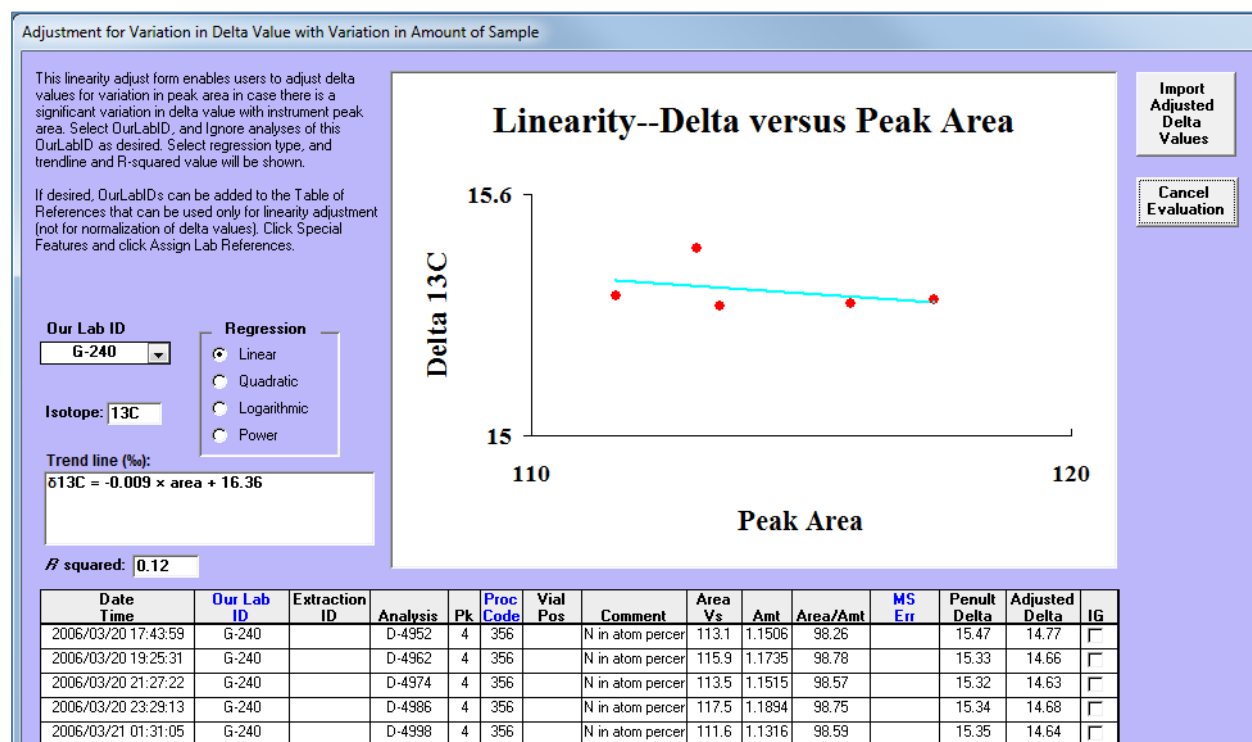 Adjustment for Variation in Delta Value with Variation in Amount of Sample
This linearity adjust form enables users to adjust delta
values for variation in peak area in case there is a
significant variation in delta value with instrument peak
area. Select OurLabID, and Ignore analyses of this
OurLabID as desired. Select regression type, and
trendline and R-squared value will be shown.
If desired, OurLabIDs can be added to the Table of
References that can be used only for linearity adjustment
(not for normalization of delta values). Click Special
Features and click Assign Lab References.
Our Lab ID
G-240
Regression
Linear
Quadratic
Logarithmic
Power
Isotope: 13C
Trend line (‰):
δ13C = -0.009 × area + 16.36
R squared: 0.12
Linearity--Delta versus Peak Area
Delta 13C
15.6
15
110
120
Peak Area
Import
Adjusted
Delta
Values
Cancel
Evaluation
Date Time Our Lab ID Extraction ID Analysis Pk Proc Code Vial Pos Comment Area Vs Amt Area/Amt MS Err Penult Delta Adjusted Delta IG
2006/03/20 17:43:59 G-240 D-4952 4 356 N in atom percer 113.1 1.1506 98.26 15.47 14.77
2006/03/20 19:25:31 G-240 D-4962 4 356 N in atom percer 115.9 1.1735 98.78 15.33 14.66
2006/03/20 21:27:22 G-240 D-4974 4 356 N in atom percer 113.5 1.1515 98.57 15.32 14.63
2006/03/20 23:29:13 G-240 D-4986 4 356 N in atom percer 117.5 1.1894 98.75 15.34 14.68
2006/03/21 01:31:05 G-240 D-4998 4 356 N in atom percer 111.6 1.1316 98.59 15.35 14.64